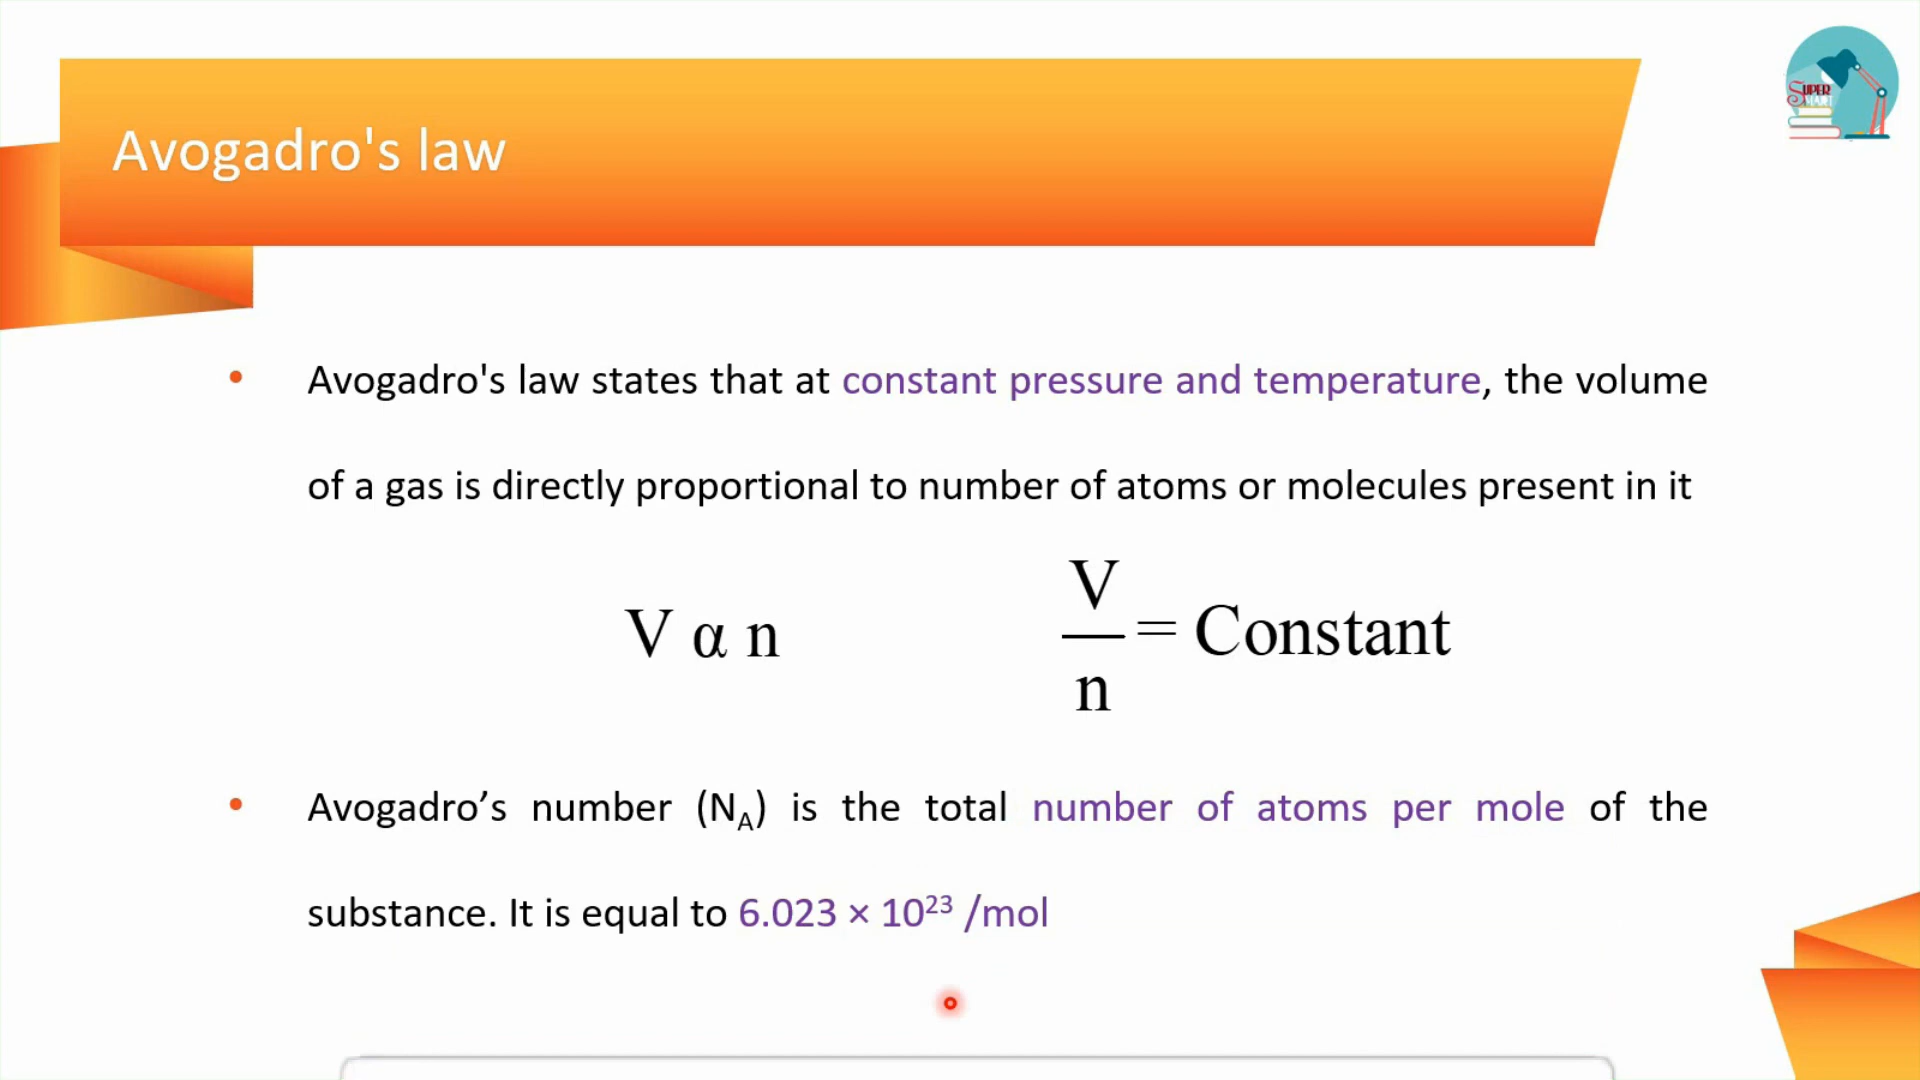 SUPER
Avogadro's law
• Avogadro's law states that at constant pressure and temperature, the volume
of a gas is directly proportional to number of atoms or molecules present in it
V α n
V
— = Constant
n
• Avogadro’s number (N_A) is the total number of atoms per mole of the
substance. It is equal to 6.023 × 10²³ /mol